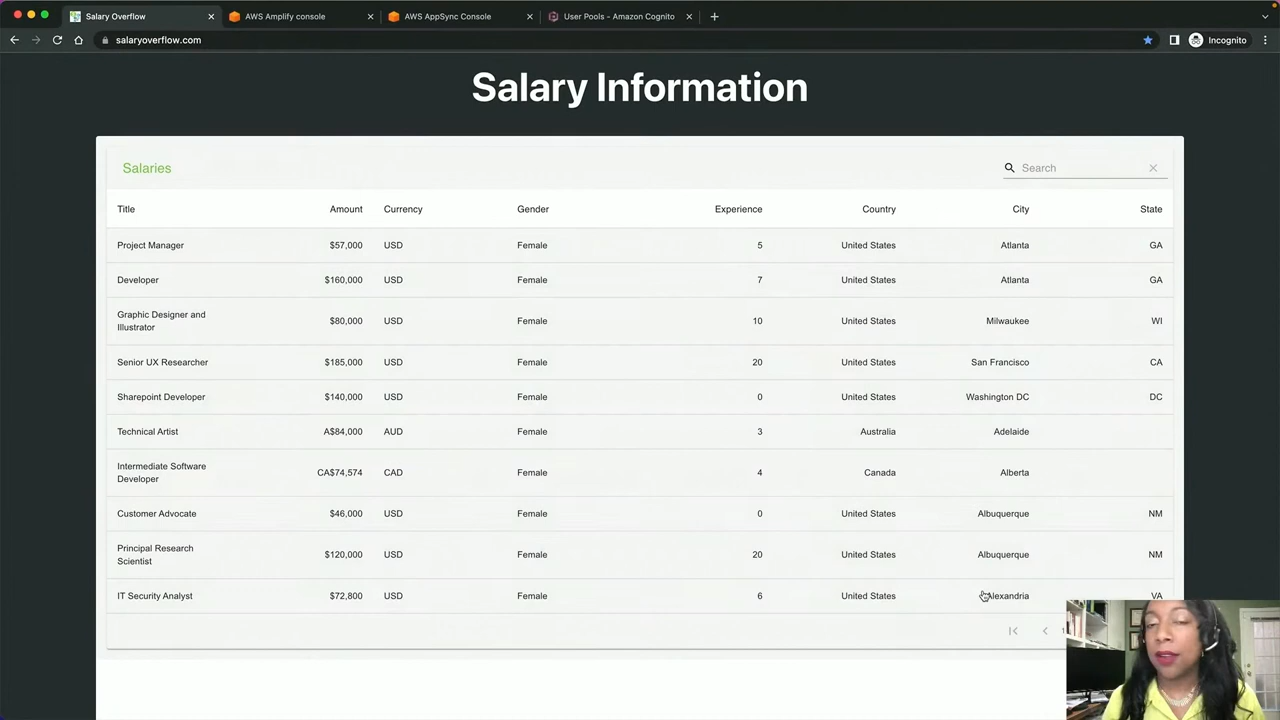 Salary Overflow
AWS Amplify console
AWS AppSync Console
User Pools - Amazon Cognito
salaryoverflow.com
Incognito
Salary Information
Salaries
Search
Title Amount Currency Gender Experience Country City State
Project Manager $57,000 USD Female 5 United States Atlanta GA
Developer $160,000 USD Female 7 United States Atlanta GA
Graphic Designer and
Illustrator $80,000 USD Female 10 United States Milwaukee WI
Senior UX Researcher $185,000 USD Female 20 United States San Francisco CA
Sharepoint Developer $140,000 USD Female 0 United States Washington DC DC
Technical Artist A$84,000 AUD Female 3 Australia Adelaide
Intermediate Software
Developer CA$74,574 CAD Female 4 Canada Alberta
Customer Advocate $46,000 USD Female 0 United States Albuquerque NM
Principal Research
Scientist $120,000 USD Female 20 United States Albuquerque NM
IT Security Analyst $72,800 USD Female 6 United States Alexandria VA